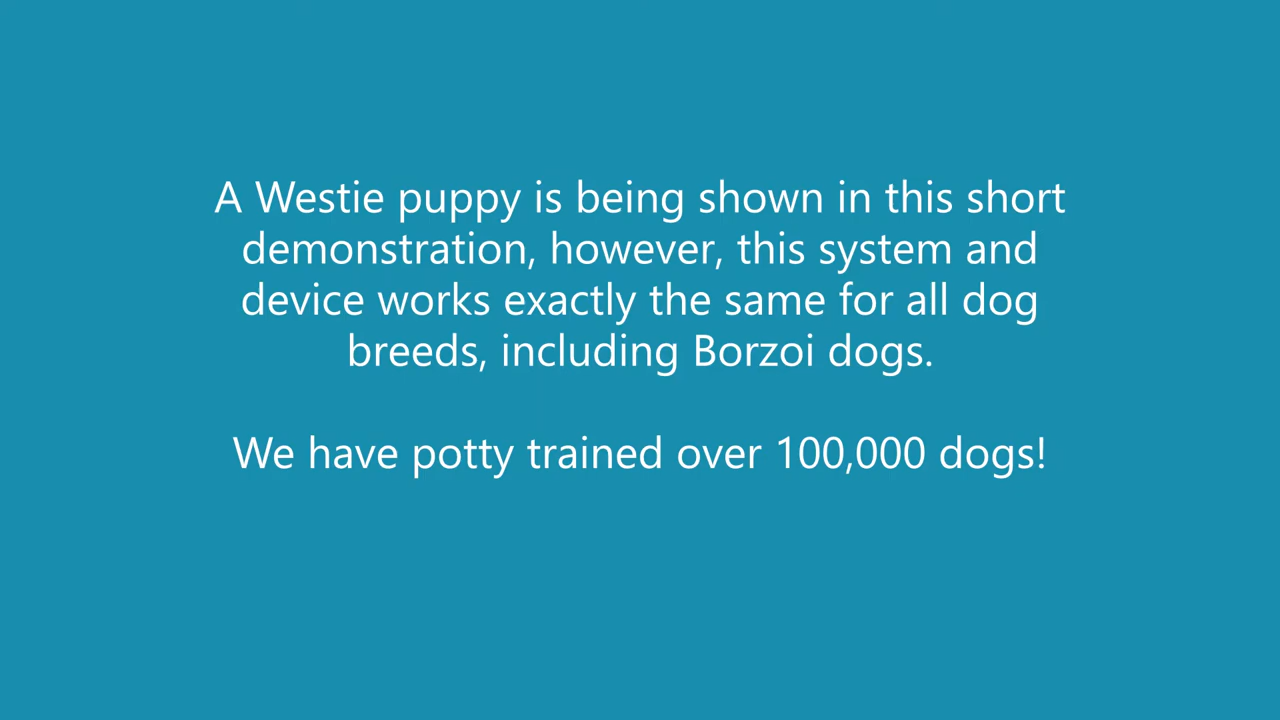 A Westie puppy is being shown in this short
demonstration, however, this system and
device works exactly the same for all dog
breeds, including Borzoi dogs.
We have potty trained over 100,000 dogs!